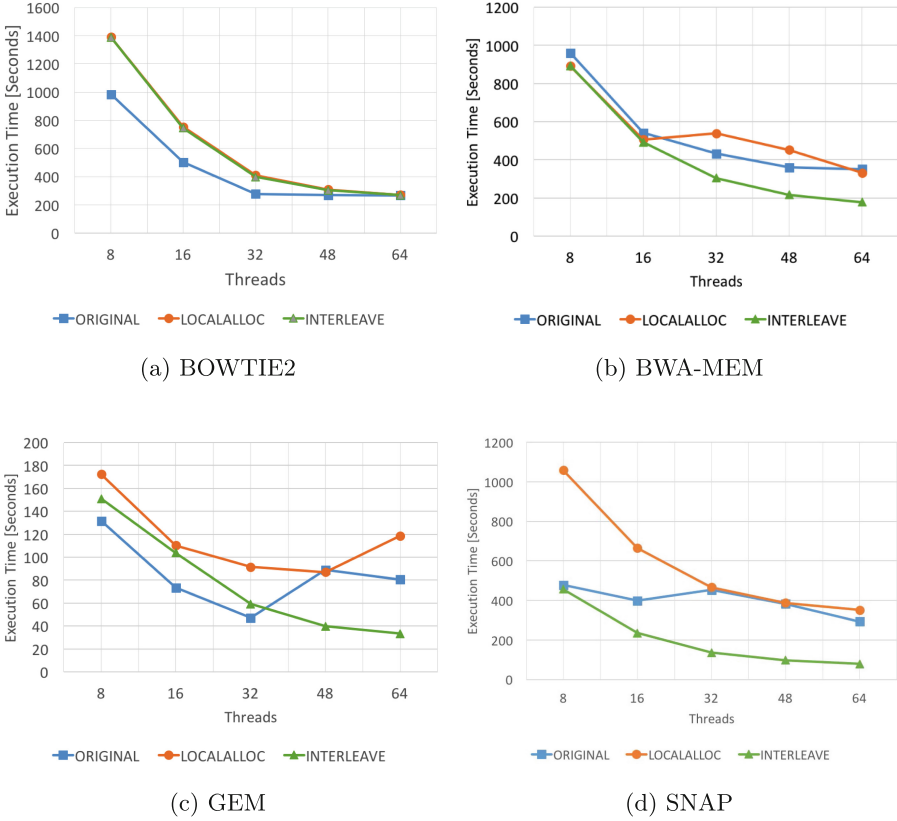 Execution Time [Seconds]
1600
1400
1200
1000
800
600
400
200
0
8 16 32 48 64
Threads
ORIGINAL LOCALALLOC INTERLEAVE
(a) BOWTIE2
Execution Time [Seconds]
1200
1000
800
600
400
200
0
8 16 32 48 64
Threads
ORIGINAL LOCALALLOC INTERLEAVE
(b) BWA-MEM
Execution Time [Seconds]
200
180
160
140
120
100
80
60
40
20
0
8 16 32 48 64
Threads
ORIGINAL LOCALALLOC INTERLEAVE
(c) GEM
Execution Time [Seconds]
1200
1000
800
600
400
200
0
8 16 32 48 64
Threads
ORIGINAL LOCALALLOC INTERLEAVE
(d) SNAP